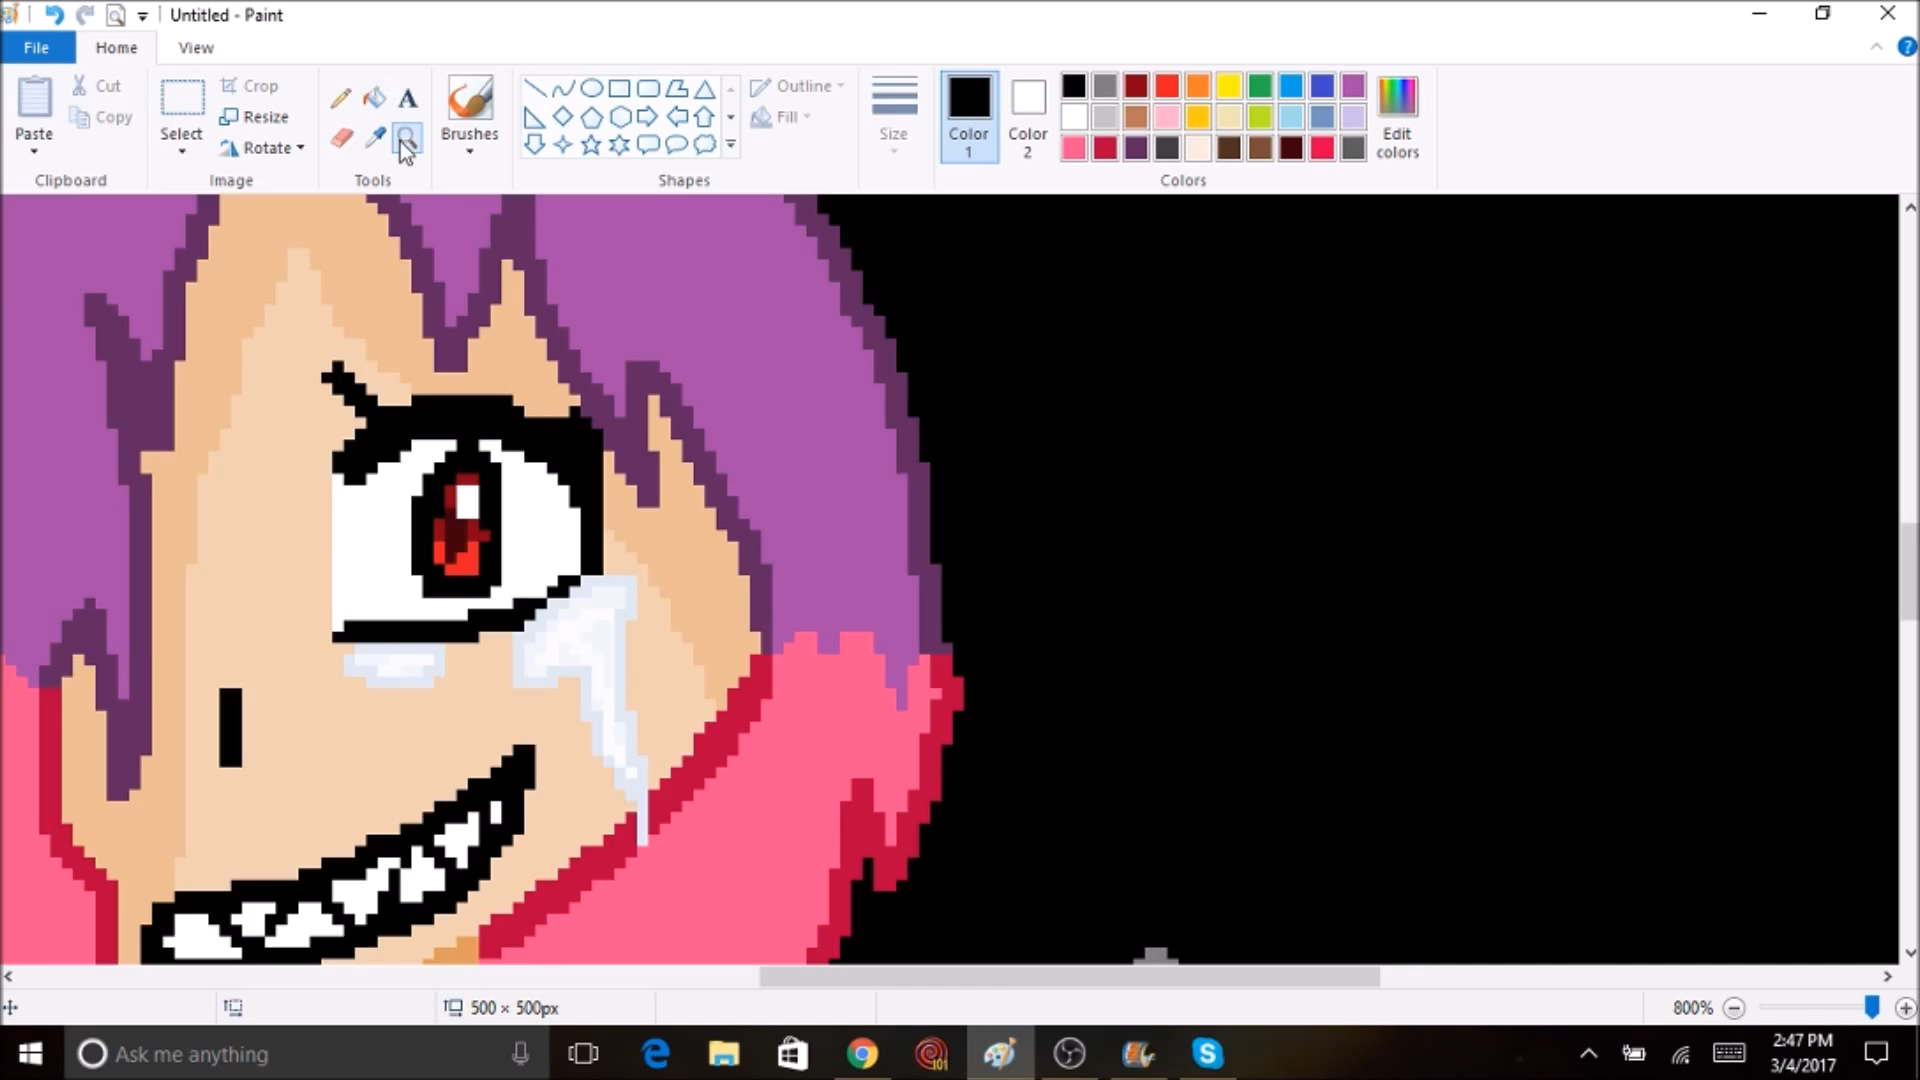 Untitled - Paint
File Home View
Paste
Cut
Copy
Clipboard
Select
Crop
Resize
Rotate
Image
A
Tools
Brushes
Shapes
Outline
Fill
Size
Color 1
Color 2
Edit colors
Colors
500 × 500px
800%
Ask me anything
101
2:47 PM
3/4/2017